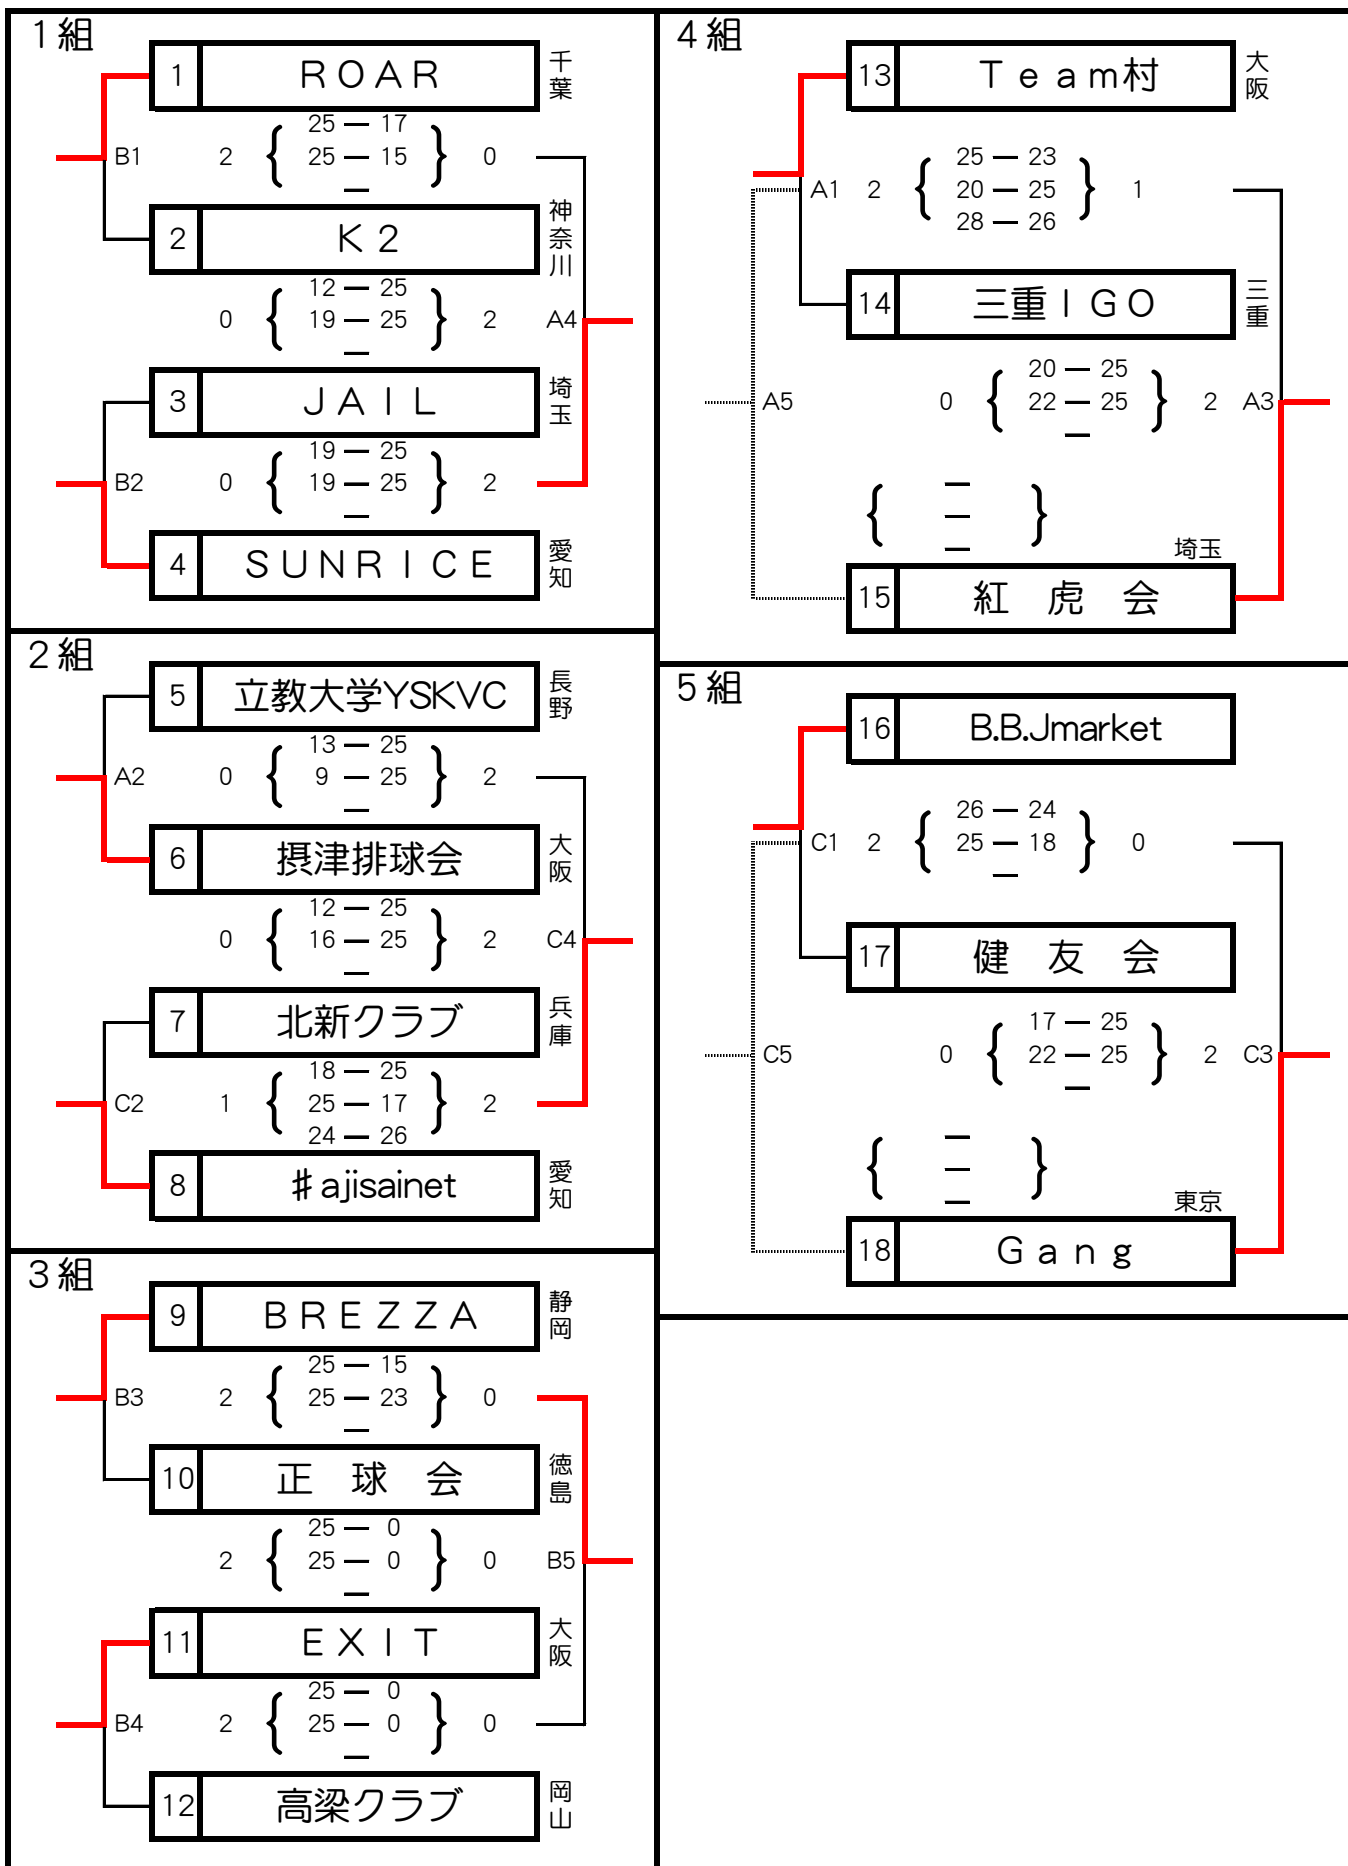 1組
1 ROAR 千葉
25 — 17
B1 2 { 25 — 15 } 0
—
2 K2 神奈川
12 — 25
0 { 19 — 25 } 2 A4
—
3 JAIL 埼玉
19 — 25
B2 0 { 19 — 25 } 2
—
4 SUNRICE 愛知
2組
5 立教大学YSKVC 長野
13 — 25
A2 0 { 9 — 25 } 2
—
6 摂津排球会 大阪
12 — 25
0 { 16 — 25 } 2 C4
—
7 北新クラブ 兵庫
18 — 25
C2 1 { 25 — 17 } 2
24 — 26
8 ♯ajisainet 愛知
3組
9 BREZZA 静岡
25 — 15
B3 2 { 25 — 23 } 0
—
10 正球会 徳島
25 — 0
2 { 25 — 0 } 0 B5
—
11 EXIT 大阪
25 — 0
B4 2 { 25 — 0 } 0
—
12 高梁クラブ 岡山
4組
13 Team村 大阪
25 — 23
A1 2 { 20 — 25 } 1
28 — 26
14 三重IGO 三重
20 — 25
A5 0 { 22 — 25 } 2 A3
—
—
{ — }
—
埼玉
15 紅虎会
5組
16 B.B.Jmarket
26 — 24
C1 2 { 25 — 18 } 0
—
17 健友会
17 — 25
C5 0 { 22 — 25 } 2 C3
—
—
{ — }
—
東京
18 Gang